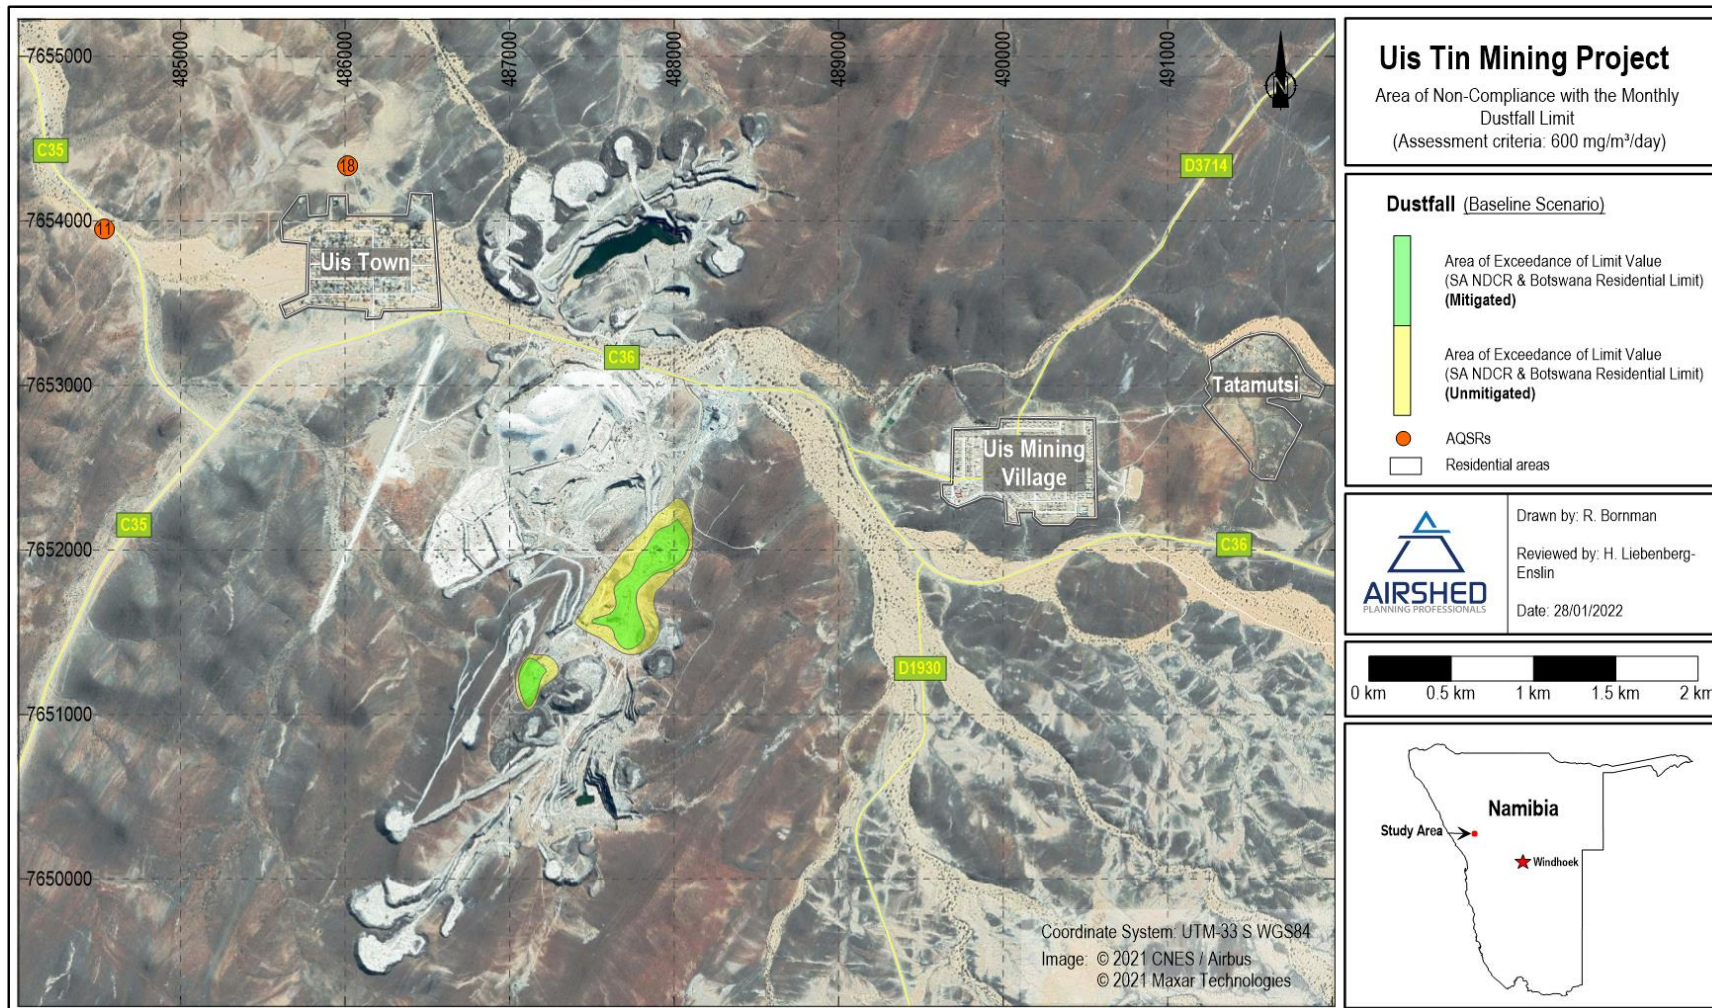 485000
486000
487000
488000
489000
490000
491000
7655000
7654000
7653000
7652000
7651000
7650000
C35
18
11
D3714
Uis Town
C36
Tatamutsi
Uis Mining
Village
C35
C36
D1930
Coordinate System: UTM-33 S WGS84
Image: © 2021 CNES / Airbus
© 2021 Maxar Technologies
N
Uis Tin Mining Project
Area of Non-Compliance with the Monthly
Dustfall Limit
(Assessment criteria: 600 mg/m³/day)
Dustfall (Baseline Scenario)
Area of Exceedance of Limit Value
(SA NDCR & Botswana Residential Limit)
(Mitigated)
Area of Exceedance of Limit Value
(SA NDCR & Botswana Residential Limit)
(Unmitigated)
AQSRs
Residential areas
AIRSHED
PLANNING PROFESSIONALS
Drawn by: R. Bornman
Reviewed by: H. Liebenberg-
Enslin
Date: 28/01/2022
0 km 0.5 km 1 km 1.5 km 2 km
Namibia
Study Area
Windhoek